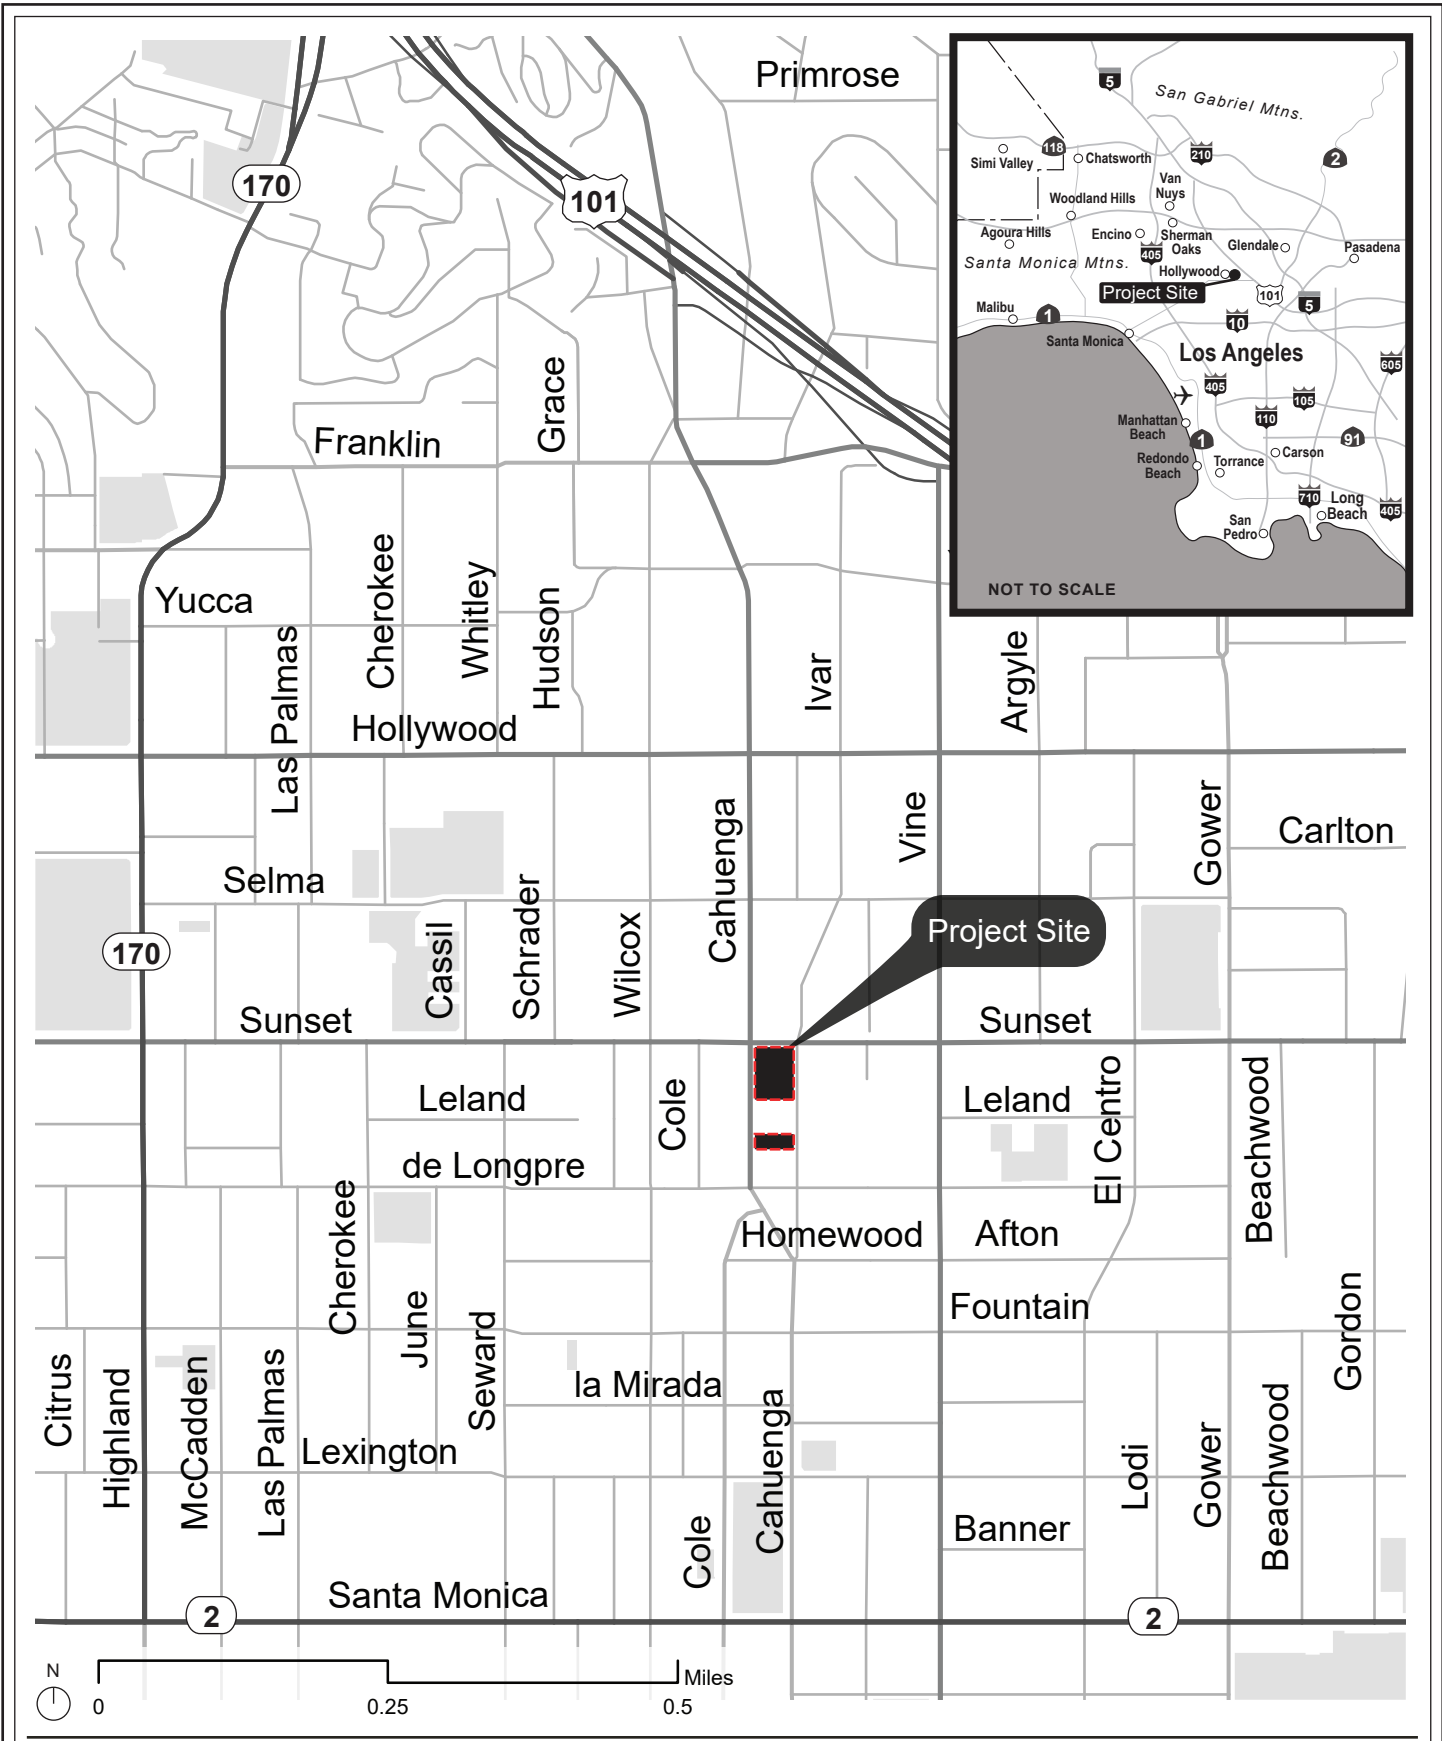 Primrose
170
101
Franklin
Grace
Yucca
Las Palmas
Cherokee
Whitley
Hudson
Hollywood
Ivar
Argyle
Selma
Cassil
Schrader
Wilcox
Cahuenga
Vine
Gower
Carlton
170
Project Site
Sunset
Sunset
Leland
Cole
Leland
El Centro
Beachwood
de Longpre
Cherokee
Homewood
Afton
June
Seward
Fountain
Gordon
Citrus
Highland
McCadden
Las Palmas
la Mirada
Lexington
Cole
Cahuenga
Lodi
Gower
Beachwood
Banner
Santa Monica
2
2
N
0
0.25
0.5
Miles
5
San Gabriel Mtns.
118
Simi Valley
Chatsworth
210
2
Van
Nuys
Woodland Hills
Agoura Hills
Encino
Sherman
Oaks
405
Glendale
Pasadena
Santa Monica Mtns.
Hollywood
Project Site
101
5
Malibu
1
10
Santa Monica
Los Angeles
605
405
105
110
Manhattan
Beach
1
91
Redondo
Beach
Torrance
Carson
710
Long
Beach
405
San
Pedro
NOT TO SCALE